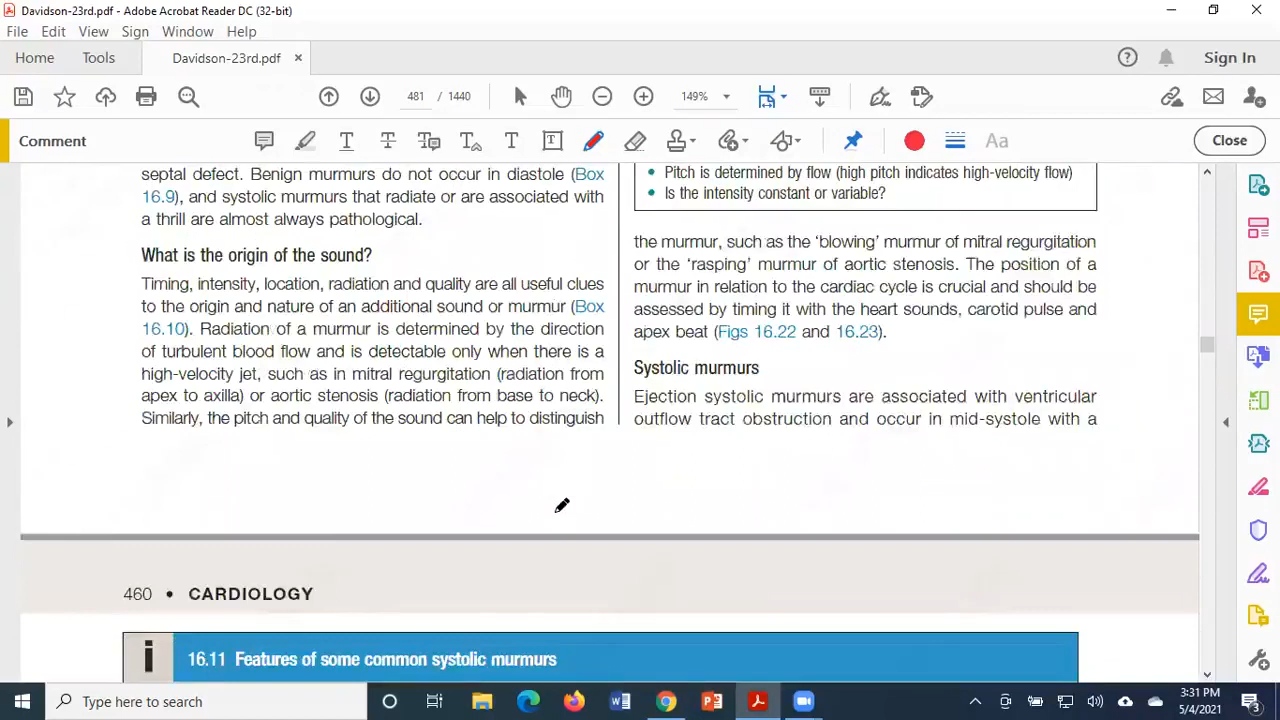 Davidson-23rd.pdf - Adobe Acrobat Reader DC (32-bit)
File Edit View Sign Window Help
Home Tools Davidson-23rd.pdf × Sign In
481 / 1440 149%
Comment Close
septal defect. Benign murmurs do not occur in diastole (Box
16.9), and systolic murmurs that radiate or are associated with
a thrill are almost always pathological.
What is the origin of the sound?
Timing, intensity, location, radiation and quality are all useful clues
to the origin and nature of an additional sound or murmur (Box
16.10). Radiation of a murmur is determined by the direction
of turbulent blood flow and is detectable only when there is a
high-velocity jet, such as in mitral regurgitation (radiation from
apex to axilla) or aortic stenosis (radiation from base to neck).
Similarly, the pitch and quality of the sound can help to distinguish
• Pitch is determined by flow (high pitch indicates high-velocity flow)
• Is the intensity constant or variable?
the murmur, such as the ‘blowing’ murmur of mitral regurgitation
or the ‘rasping’ murmur of aortic stenosis. The position of a
murmur in relation to the cardiac cycle is crucial and should be
assessed by timing it with the heart sounds, carotid pulse and
apex beat (Figs 16.22 and 16.23).
Systolic murmurs
Ejection systolic murmurs are associated with ventricular
outflow tract obstruction and occur in mid-systole with a
460 • CARDIOLOGY
i 16.11 Features of some common systolic murmurs
Type here to search
3:31 PM
5/4/2021
3